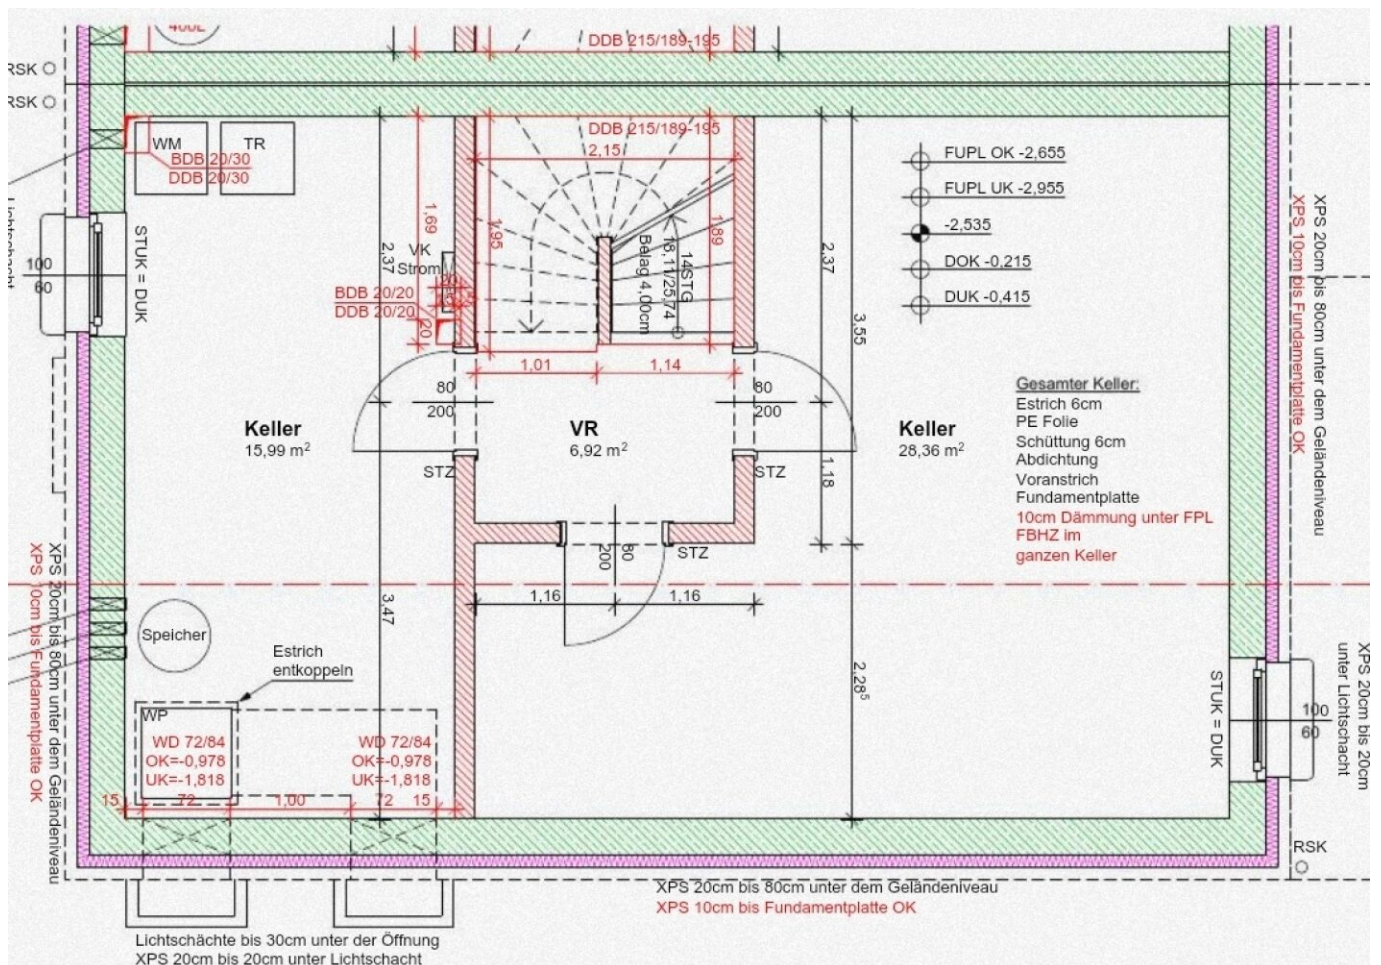 400L
DDB 215/189-195
RSK
RSK
DDB 215/189-195
2,15
WM
TR
BDB 20/30
DDB 20/30
FUPL OK -2,655
FUPL UK -2,955
-2,535
DOK -0,215
DUK -0,415
Lichtschacht
100
60
STUK = DUK
2,37
1,69
VK
Strom
BDB 20/20
DDB 20/20
20
1,95
Belag 4,00cm
18,11/25,74
14STG
1,89
2,37
3,55
XPS 10cm bis Fundamentplatte OK
XPS 20cm bis 80cm unter dem Geländeniveau
1,01
1,14
80
200
80
200
Keller
15,99 m²
VR
6,92 m²
Keller
28,36 m²
STZ
STZ
1,18
Gesamter Keller:
Estrich 6cm
PE Folie
Schüttung 6cm
Abdichtung
Voranstrich
Fundamentplatte
10cm Dämmung unter FPL
FBHZ im
ganzen Keller
80
200
STZ
1,16
1,16
3,47
2,28⁵
XPS 10cm bis Fundamentplatte OK
XPS 20cm bis 80cm unter dem Geländeniveau
Speicher
Estrich
entkoppeln
WP
WD 72/84
OK=-0,978
UK=-1,818
WD 72/84
OK=-0,978
UK=-1,818
15
72
1,00
72
15
STUK = DUK
100
60
XPS 20cm bis 20cm
unter Lichtschacht
RSK
XPS 20cm bis 80cm unter dem Geländeniveau
XPS 10cm bis Fundamentplatte OK
Lichtschächte bis 30cm unter der Öffnung
XPS 20cm bis 20cm unter Lichtschacht